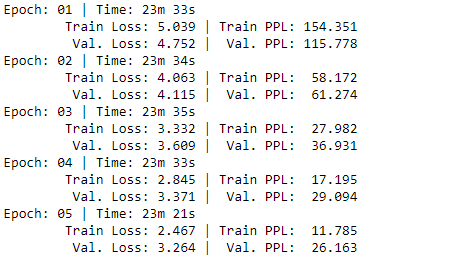 Epoch: 01 | Time: 23m 33s
Train Loss: 5.039 | Train PPL: 154.351
Val. Loss: 4.752 | Val. PPL: 115.778
Epoch: 02 | Time: 23m 34s
Train Loss: 4.063 | Train PPL: 58.172
Val. Loss: 4.115 | Val. PPL: 61.274
Epoch: 03 | Time: 23m 35s
Train Loss: 3.332 | Train PPL: 27.982
Val. Loss: 3.609 | Val. PPL: 36.931
Epoch: 04 | Time: 23m 33s
Train Loss: 2.845 | Train PPL: 17.195
Val. Loss: 3.371 | Val. PPL: 29.094
Epoch: 05 | Time: 23m 21s
Train Loss: 2.467 | Train PPL: 11.785
Val. Loss: 3.264 | Val. PPL: 26.163